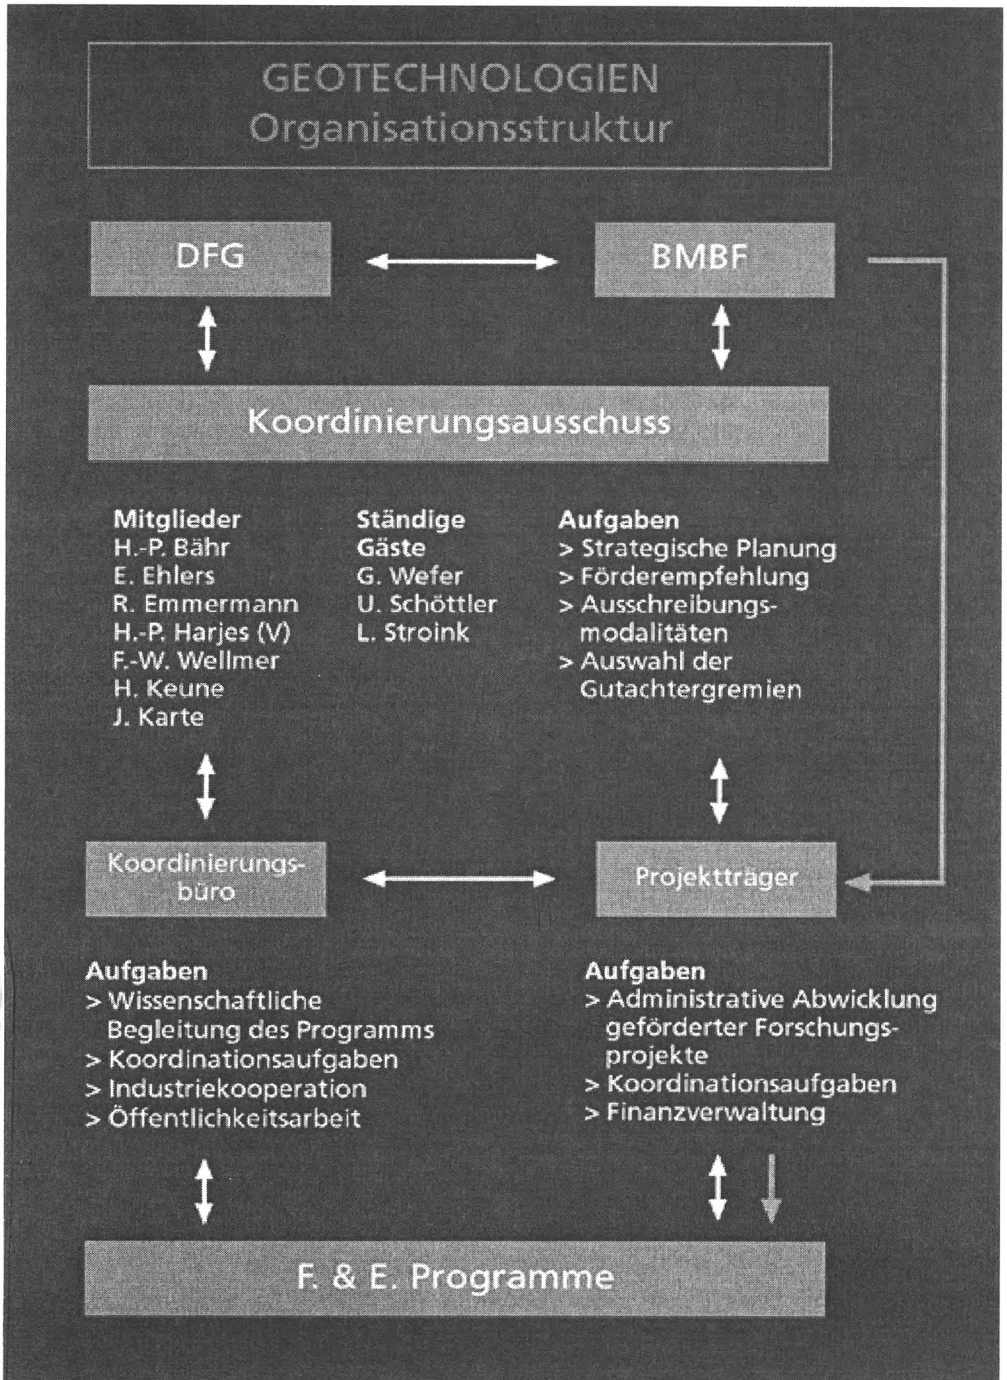 GEOTECHNOLOGIEN
Organisationsstruktur
DFG
BMBF
Koordinierungsausschuss
Mitglieder
H.-P. Bähr
E. Ehlers
R. Emmermann
H.-P. Harjes (V)
F.-W. Wellmer
H. Keune
J. Karte
Ständige
Gäste
G. Wefer
U. Schöttler
L. Stroink
Aufgaben
> Strategische Planung
> Förderempfehlung
> Ausschreibungs-
modalitäten
> Auswahl der
Gutachtergremien
Koordinierungs-
büro
Projektträger
Aufgaben
> Wissenschaftliche
Begleitung des Programms
> Koordinationsaufgaben
> Industriekooperation
> Öffentlichkeitsarbeit
Aufgaben
> Administrative Abwicklung
geförderter Forschungs-
projekte
> Koordinationsaufgaben
> Finanzverwaltung
F. & E. Programme